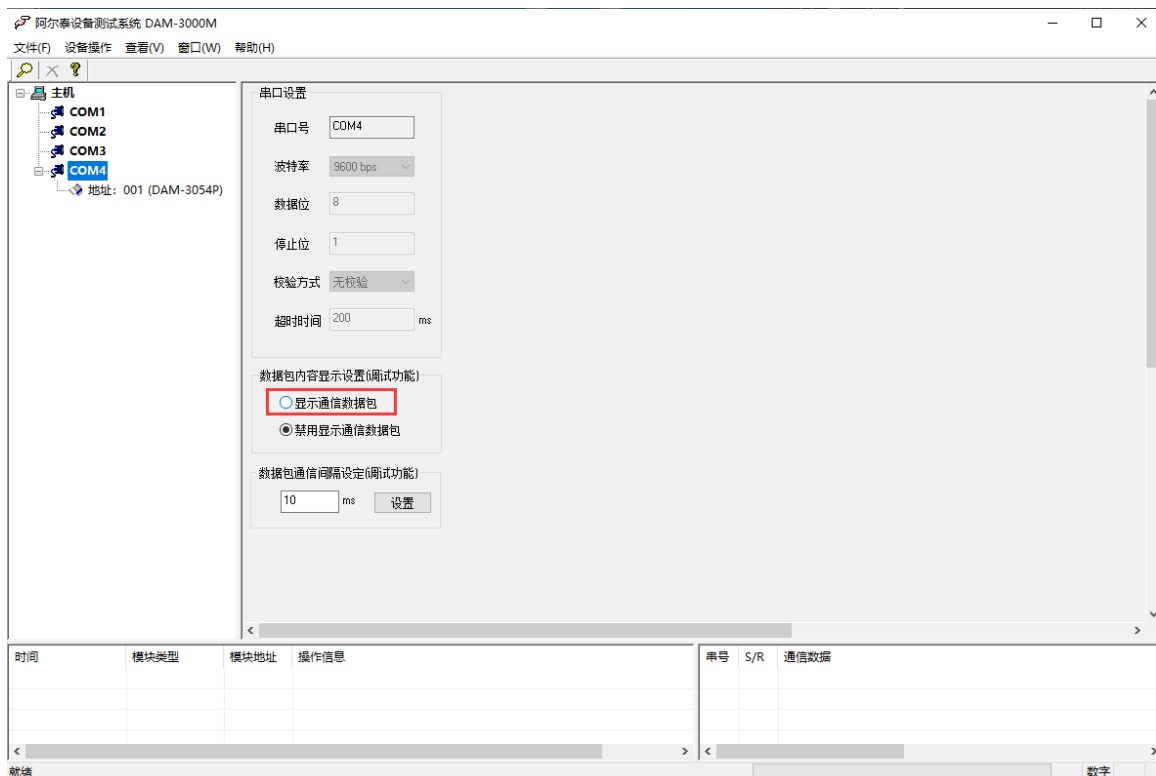 阿尔泰设备测试系统 DAM-3000M
文件(F) 设备操作 查看(V) 窗口(W) 帮助(H)
主机
COM1
COM2
COM3
COM4
地址：001 (DAM-3054P)
串口设置
串口号 COM4
波特率 9600 bps
数据位 8
停止位 1
校验方式 无校验
超时时间 200 ms
数据包内容显示设置(调试功能)
显示通信数据包
禁用显示通信数据包
数据包通信间隔设定(调试功能)
10 ms 设置
时间 模块类型 模块地址 操作信息
串号 S/R 通信数据
就绪 数字